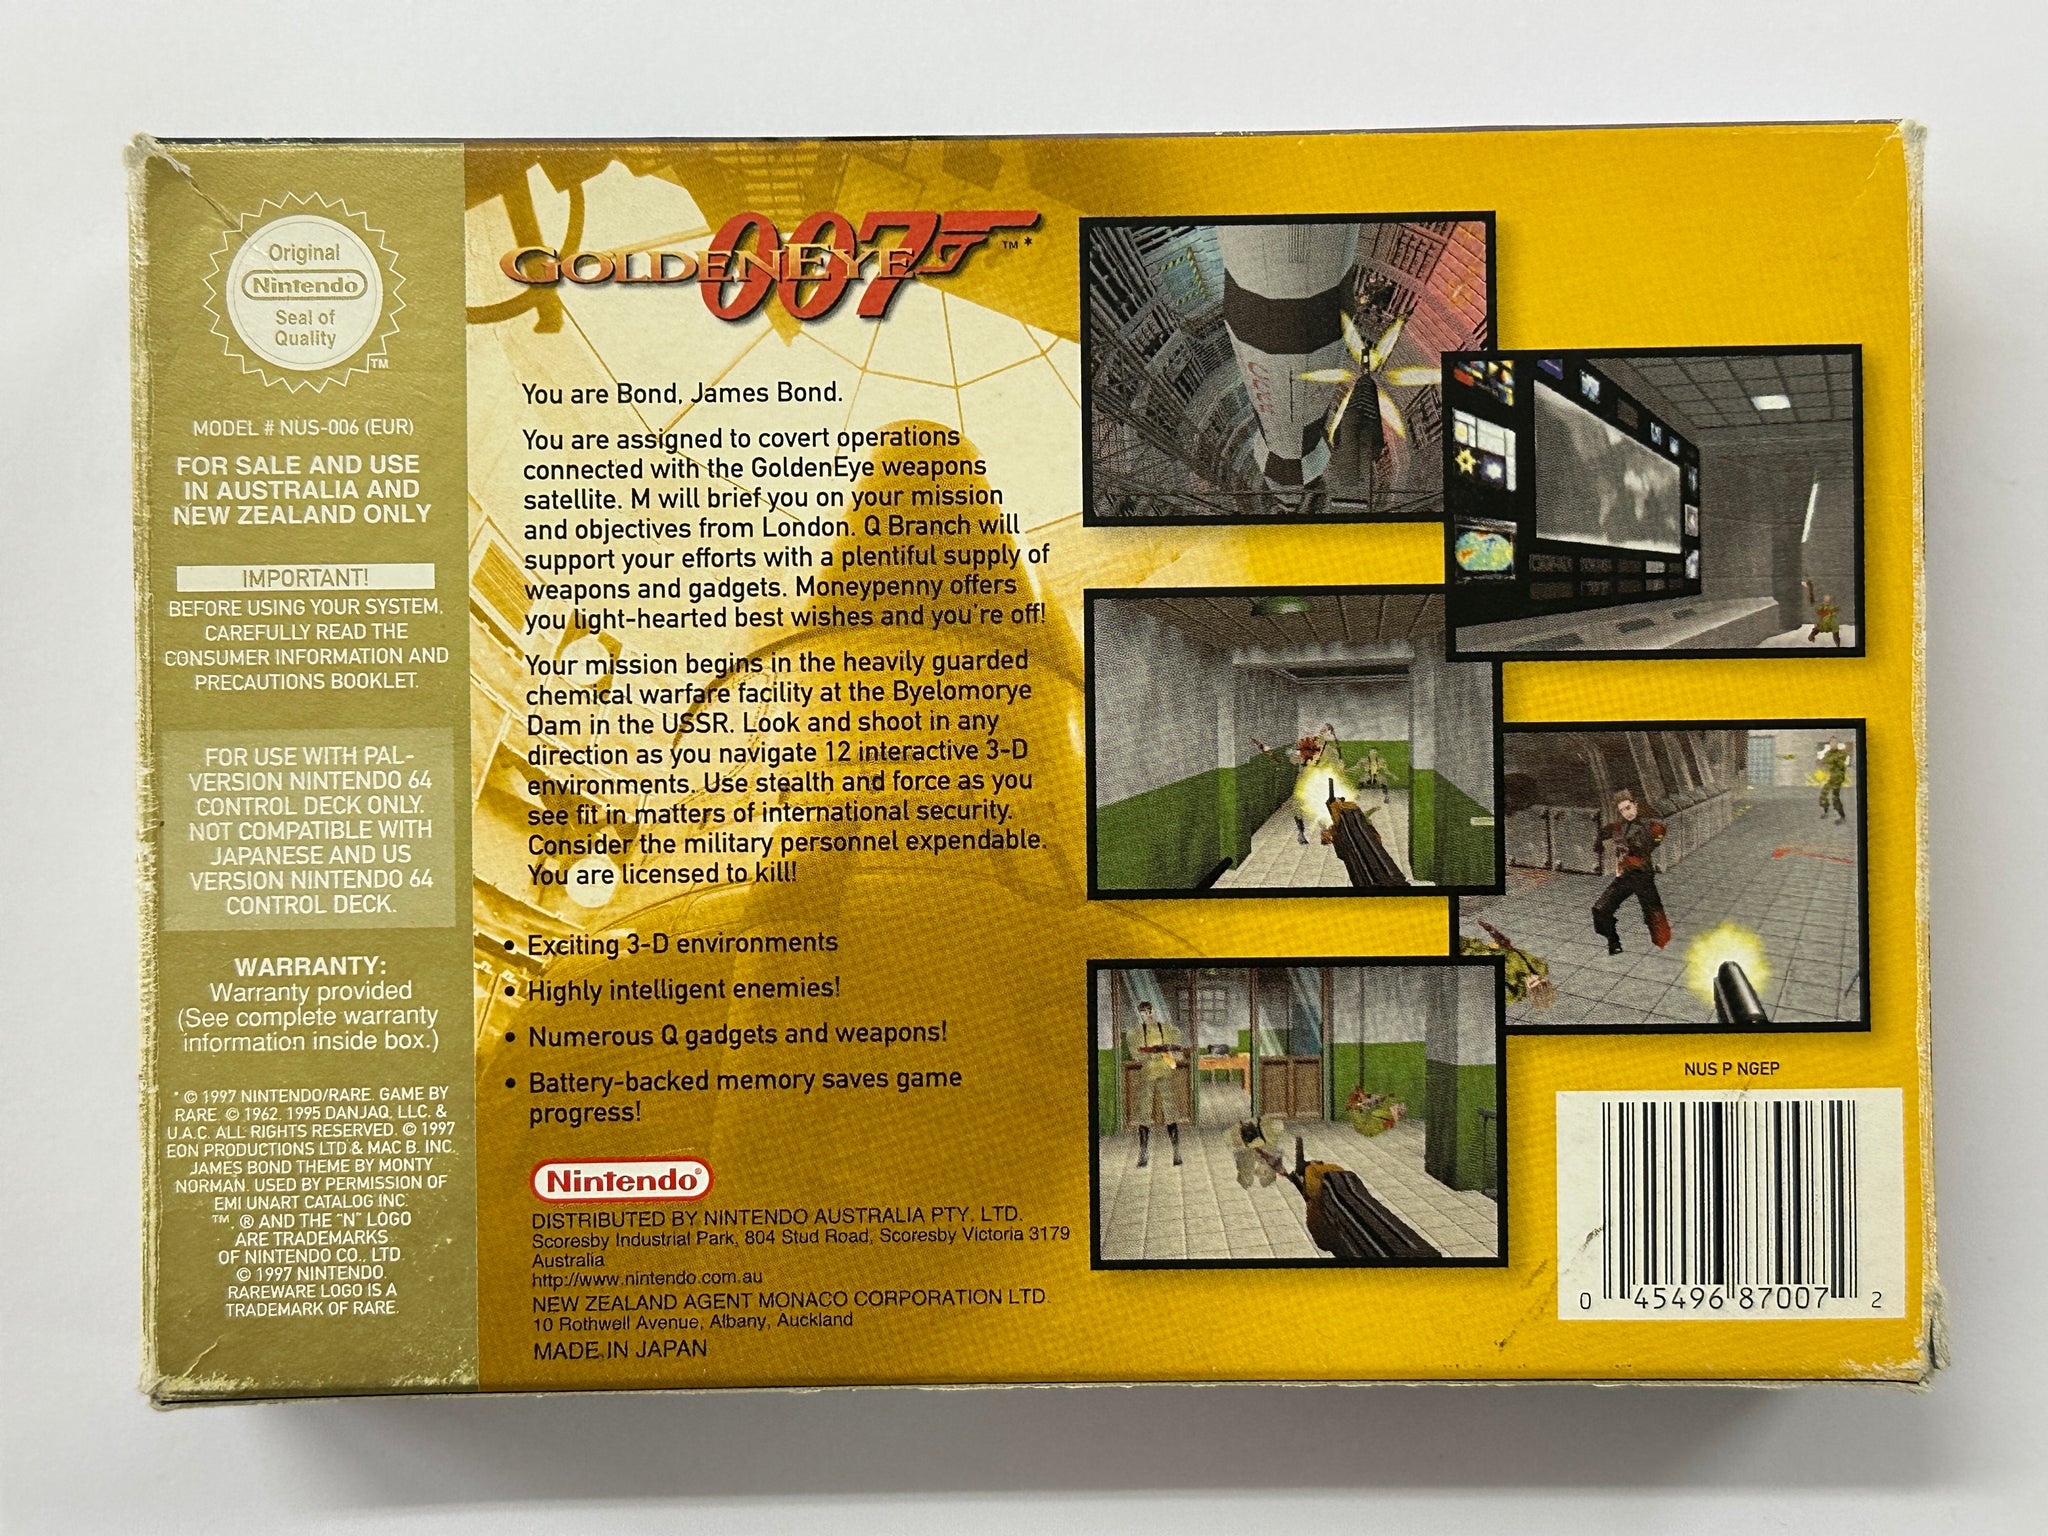 Original
Nintendo
Seal of
Quality
TM
MODEL # NUS-006 (EUR)
FOR SALE AND USE
IN AUSTRALIA AND
NEW ZEALAND ONLY
IMPORTANT!
BEFORE USING YOUR SYSTEM,
CAREFULLY READ THE
CONSUMER INFORMATION AND
PRECAUTIONS BOOKLET.
FOR USE WITH PAL-
VERSION NINTENDO 64
CONTROL DECK ONLY.
NOT COMPATIBLE WITH
JAPANESE AND US
VERSION NINTENDO 64
CONTROL DECK.
WARRANTY:
Warranty provided
(See complete warranty
information inside box.)
* © 1997 NINTENDO/RARE. GAME BY
RARE © 1962, 1995 DANJAQ, LLC. &
U.A.C. ALL RIGHTS RESERVED. © 1997
EON PRODUCTIONS LTD & MAC B. INC.
JAMES BOND THEME BY MONTY
NORMAN. USED BY PERMISSION OF
EMI UNART CATALOG INC.
™, ® AND THE "N" LOGO
ARE TRADEMARKS
OF NINTENDO CO., LTD.
© 1997 NINTENDO.
RAREWARE LOGO IS A
TRADEMARK OF RARE.
GOLDENEYE 007 ™ *
You are Bond, James Bond.
You are assigned to covert operations
connected with the GoldenEye weapons
satellite. M will brief you on your mission
and objectives from London. Q Branch will
support your efforts with a plentiful supply of
weapons and gadgets. Moneypenny offers
you light-hearted best wishes and you're off!
Your mission begins in the heavily guarded
chemical warfare facility at the Byelomorye
Dam in the USSR. Look and shoot in any
direction as you navigate 12 interactive 3-D
environments. Use stealth and force as you
see fit in matters of international security.
Consider the military personnel expendable.
You are licensed to kill!
• Exciting 3-D environments
• Highly intelligent enemies!
• Numerous Q gadgets and weapons!
• Battery-backed memory saves game
progress!
Nintendo®
DISTRIBUTED BY NINTENDO AUSTRALIA PTY. LTD.
Scoresby Industrial Park, 804 Stud Road, Scoresby Victoria 3179
Australia
http://www.nintendo.com.au
NEW ZEALAND AGENT MONACO CORPORATION LTD.
10 Rothwell Avenue, Albany, Auckland
MADE IN JAPAN
NUS P NGEP
0 45496 87007 2